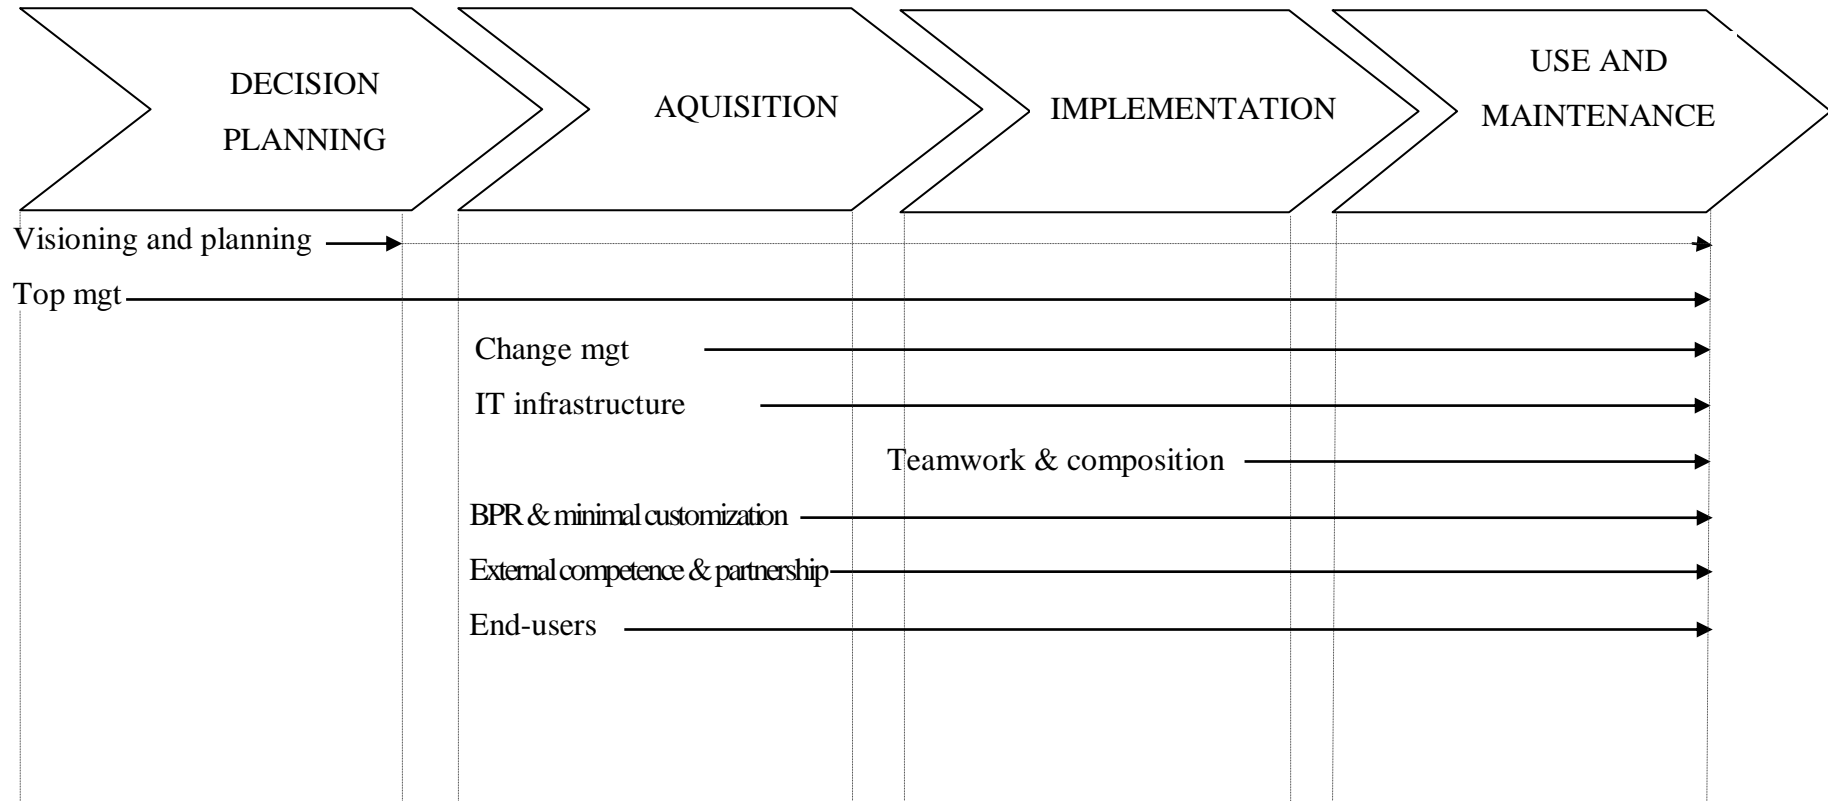 DECISION
PLANNING
AQUISITION
IMPLEMENTATION
USE AND
MAINTENANCE
Visioning and planning
Top mgt
Change mgt
IT infrastructure
Teamwork & composition
BPR & minimal customization
External competence & partnership
End-users